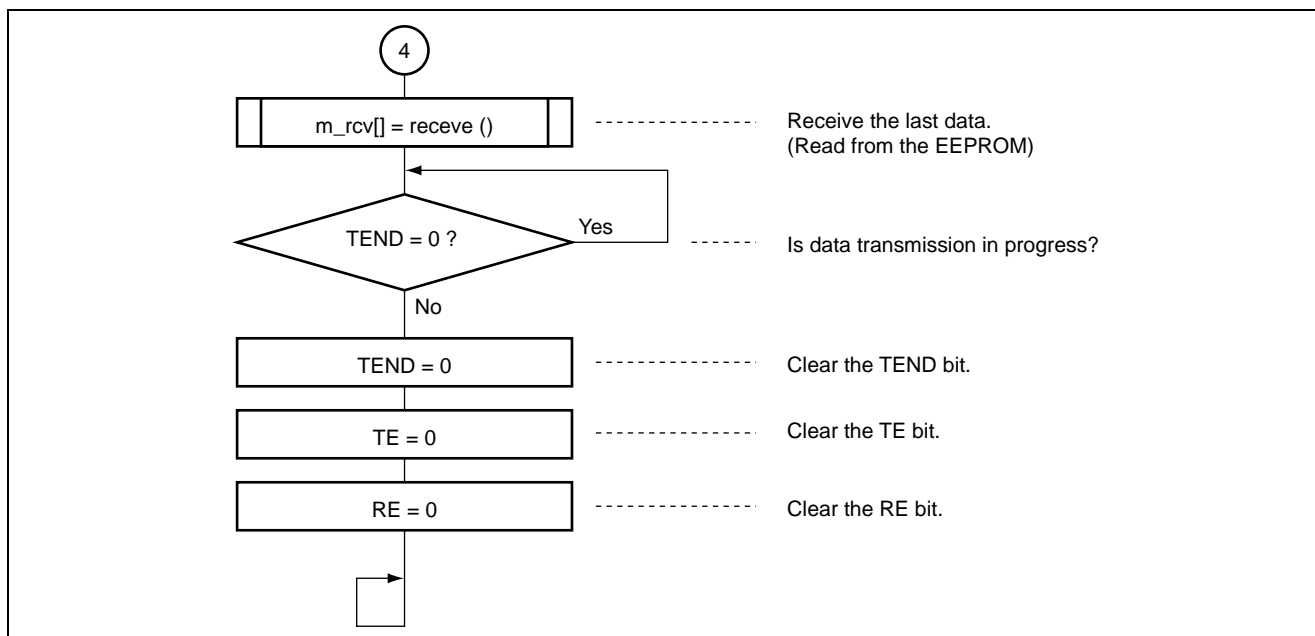 4
m_rcv[] = receve ()
Receive the last data.
(Read from the EEPROM)
TEND = 0 ?
Yes
Is data transmission in progress?
No
TEND = 0
Clear the TEND bit.
TE = 0
Clear the TE bit.
RE = 0
Clear the RE bit.